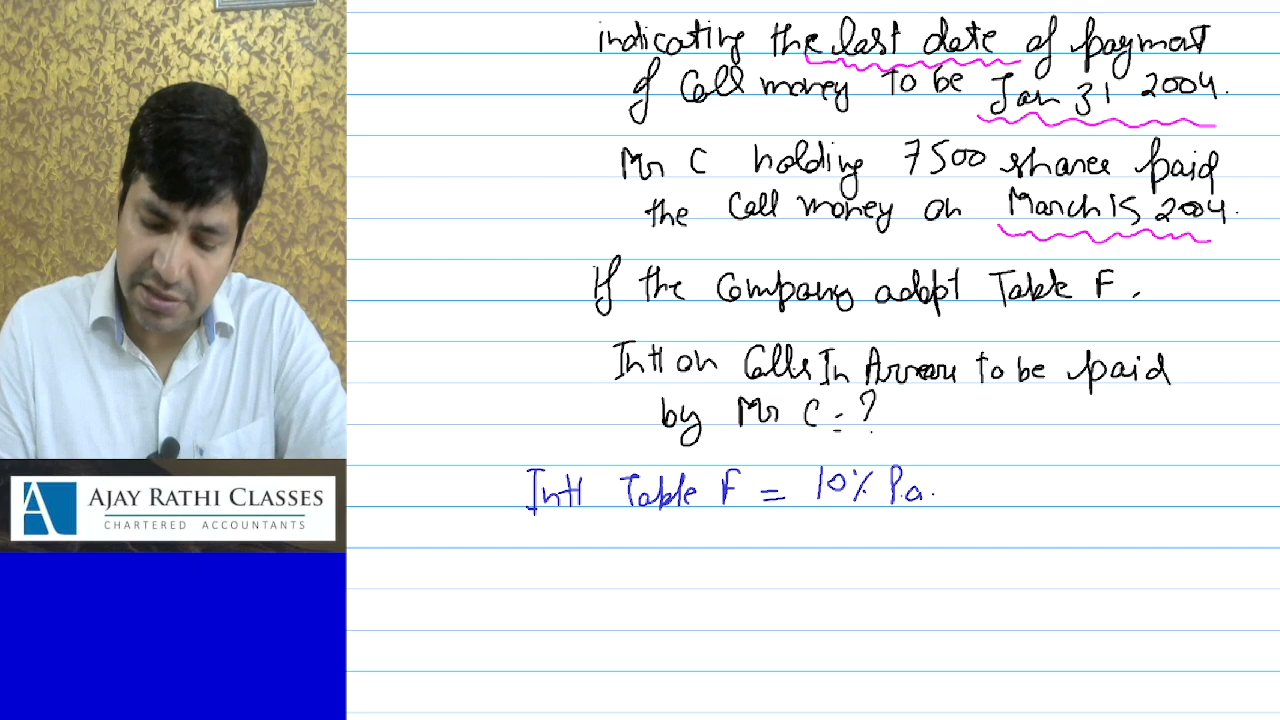 indicating the last date of payment
of Call money to be Jan 31 2004.
Mr C holding 7500 shares paid
the Call money on March 15 2004.
If the Company adopt Table F.
Intt on Calls In Arrear to be paid
by Mr C = ?
Intt Table F = 10% P.a.
AJAY RATHI CLASSES
CHARTERED ACCOUNTANTS